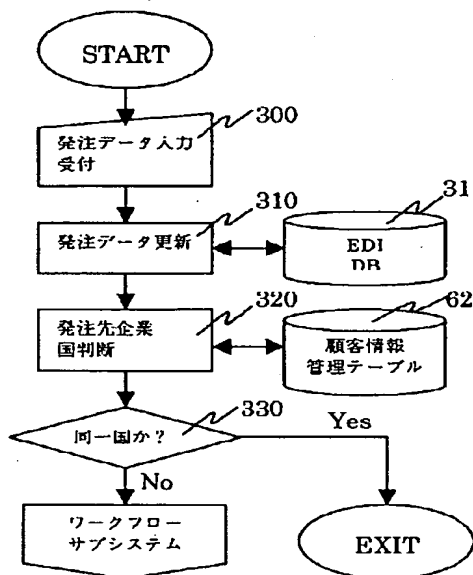 START
300
発注データ入力
受付
310
31
発注データ更新
EDI
DB
320
62
発注先企業
国判断
顧客情報
管理テーブル
330
同一国か？
Yes
No
ワークフロー
サブシステム
EXIT